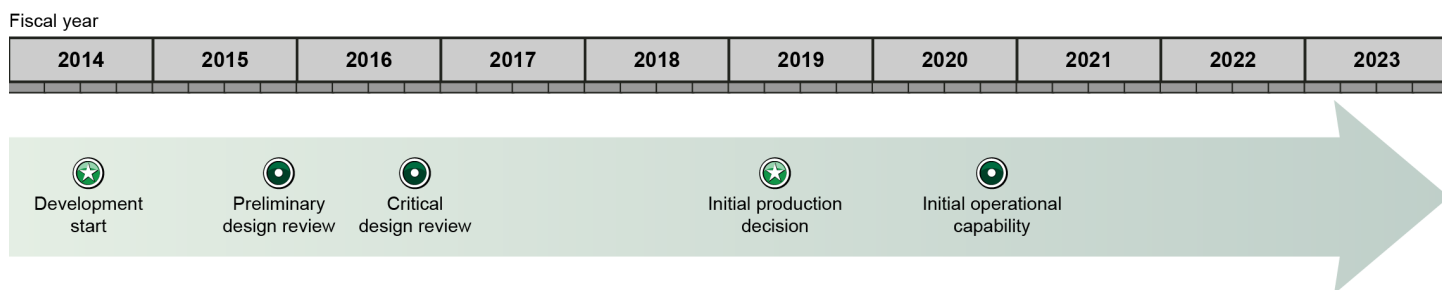 Fiscal year
2014 2015 2016 2017 2018 2019 2020 2021 2022 2023
Development
start
Preliminary
design review
Critical
design review
Initial production
decision
Initial operational
capability